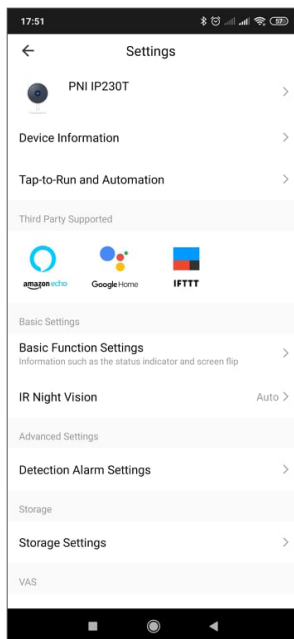 17:51
57
Settings
PNI IP230T
Device Information
Tap-to-Run and Automation
Third Party Supported
amazon echo
Google Home
IFTTT
Basic Settings
Basic Function Settings
Information such as the status indicator and screen flip
IR Night Vision
Auto
Advanced Settings
Detection Alarm Settings
Storage
Storage Settings
VAS